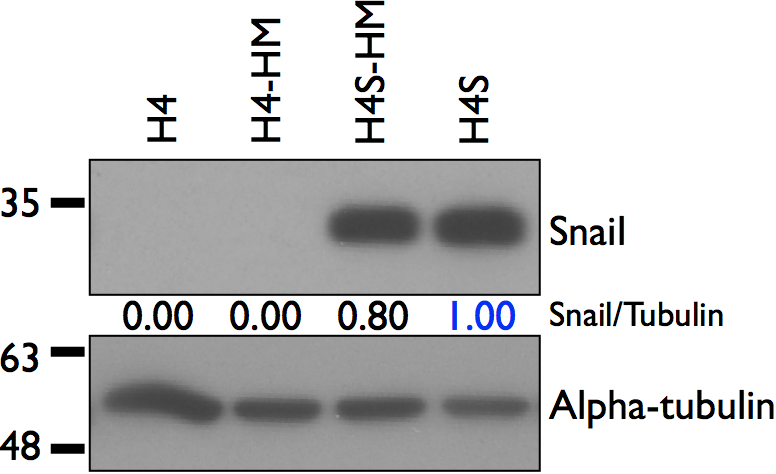 H4
H4-HM
H4S-HM
H4S
35
Snail
0.00 0.00 0.80 1.00 Snail/Tubulin
63
Alpha-tubulin
48